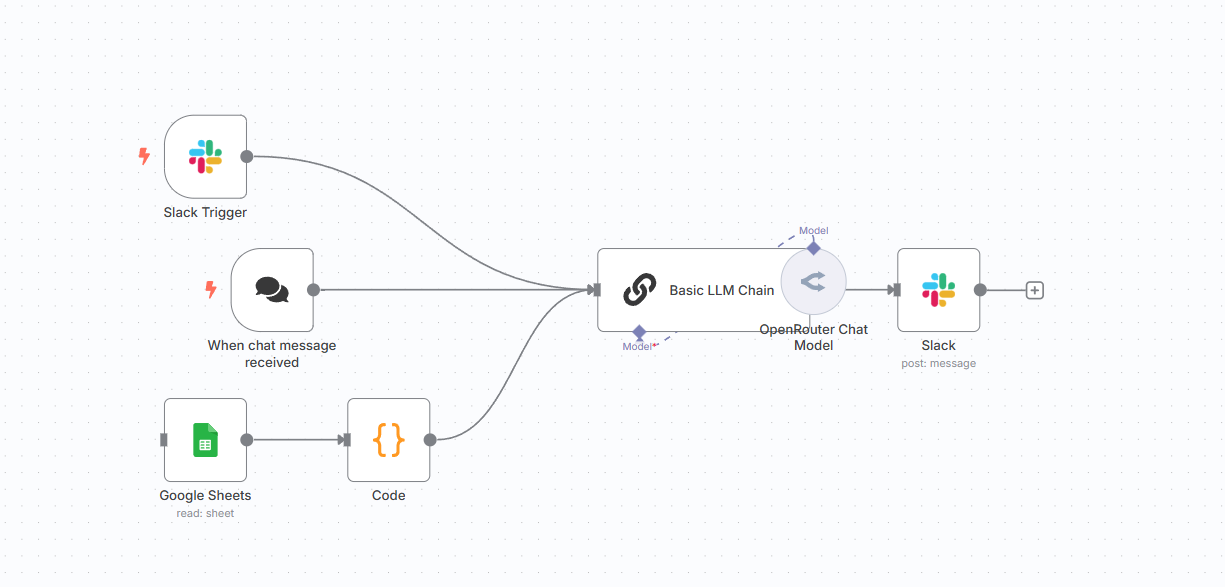 Slack Trigger
Model
Basic LLM Chain
When chat message
received
Model*
OpenRouter Chat
Model
Slack
post: message
Google Sheets
read: sheet
Code